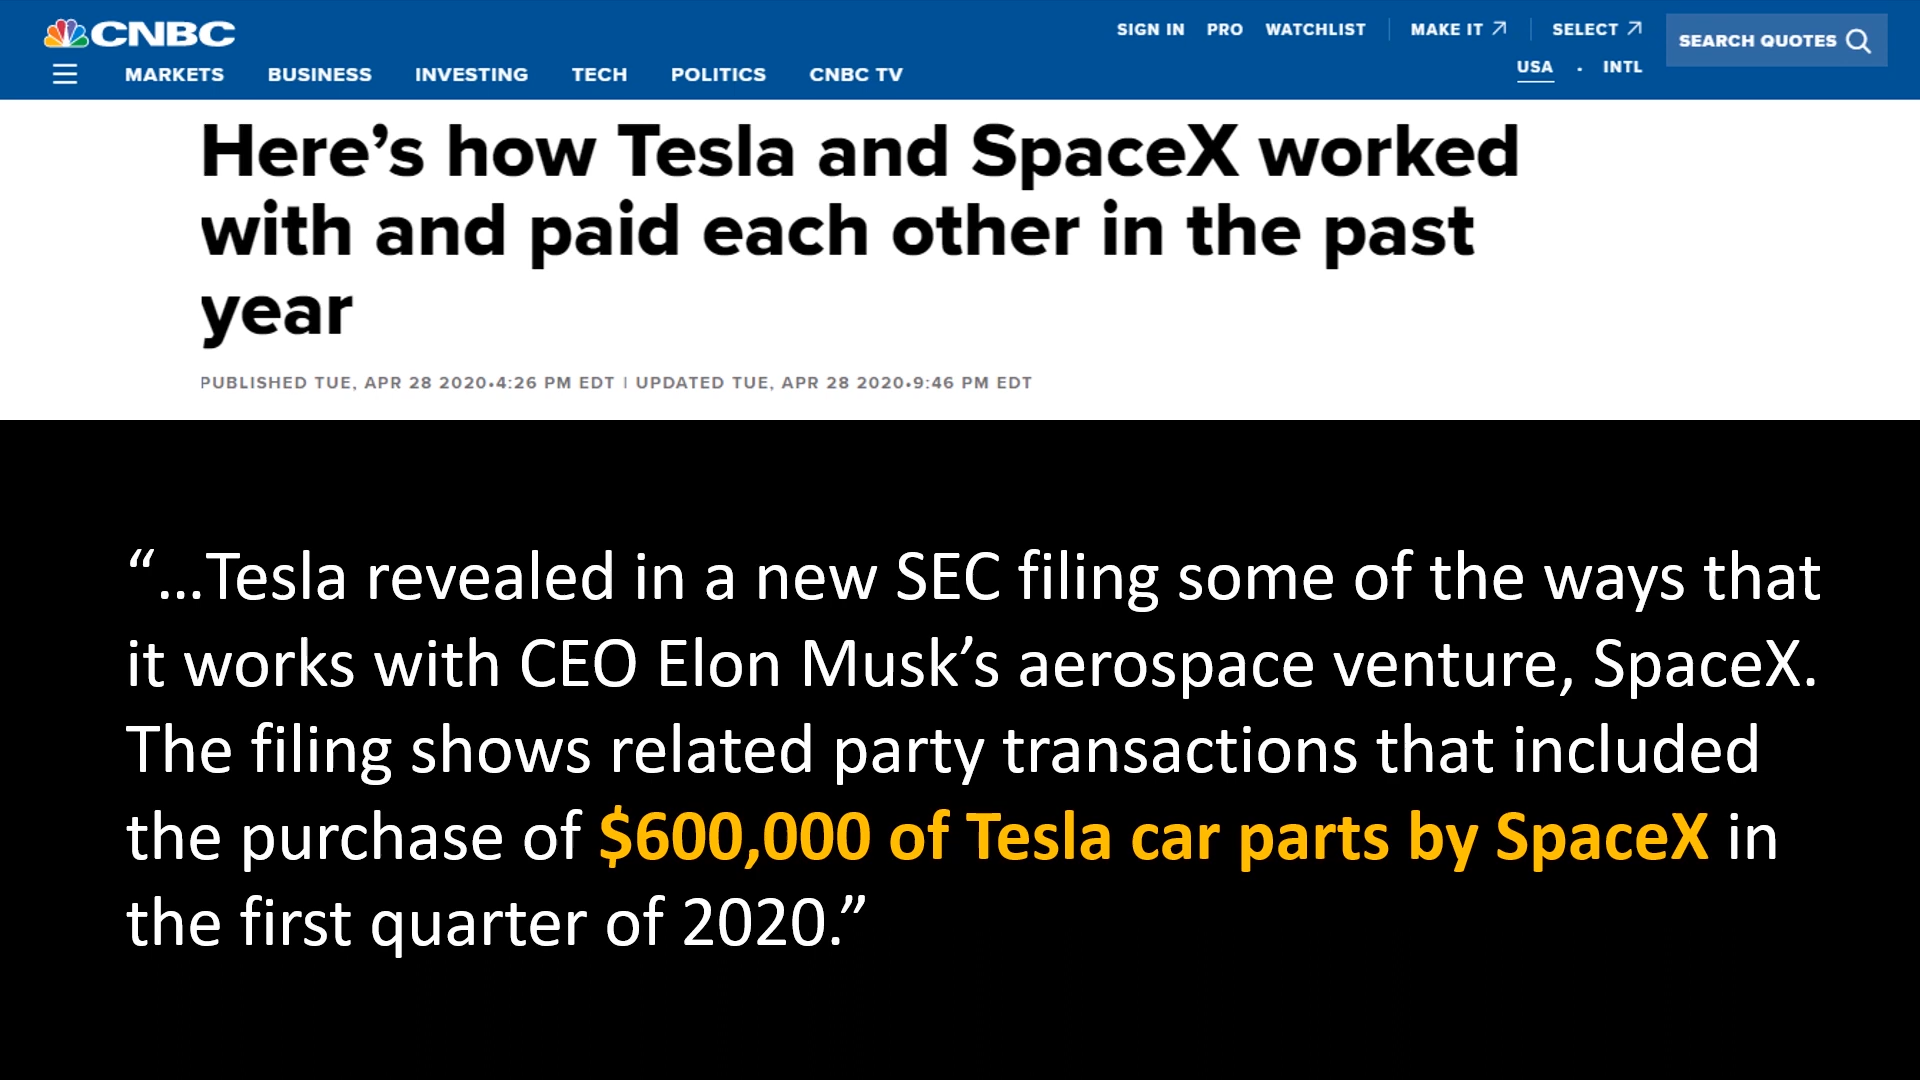 CNBC
SIGN IN PRO WATCHLIST MAKE IT SELECT SEARCH QUOTES
USA · INTL
MARKETS BUSINESS INVESTING TECH POLITICS CNBC TV
Here’s how Tesla and SpaceX worked
with and paid each other in the past
year
PUBLISHED TUE, APR 28 2020•4:26 PM EDT | UPDATED TUE, APR 28 2020•9:46 PM EDT
“…Tesla revealed in a new SEC filing some of the ways that
it works with CEO Elon Musk’s aerospace venture, SpaceX.
The filing shows related party transactions that included
the purchase of $600,000 of Tesla car parts by SpaceX in
the first quarter of 2020.”